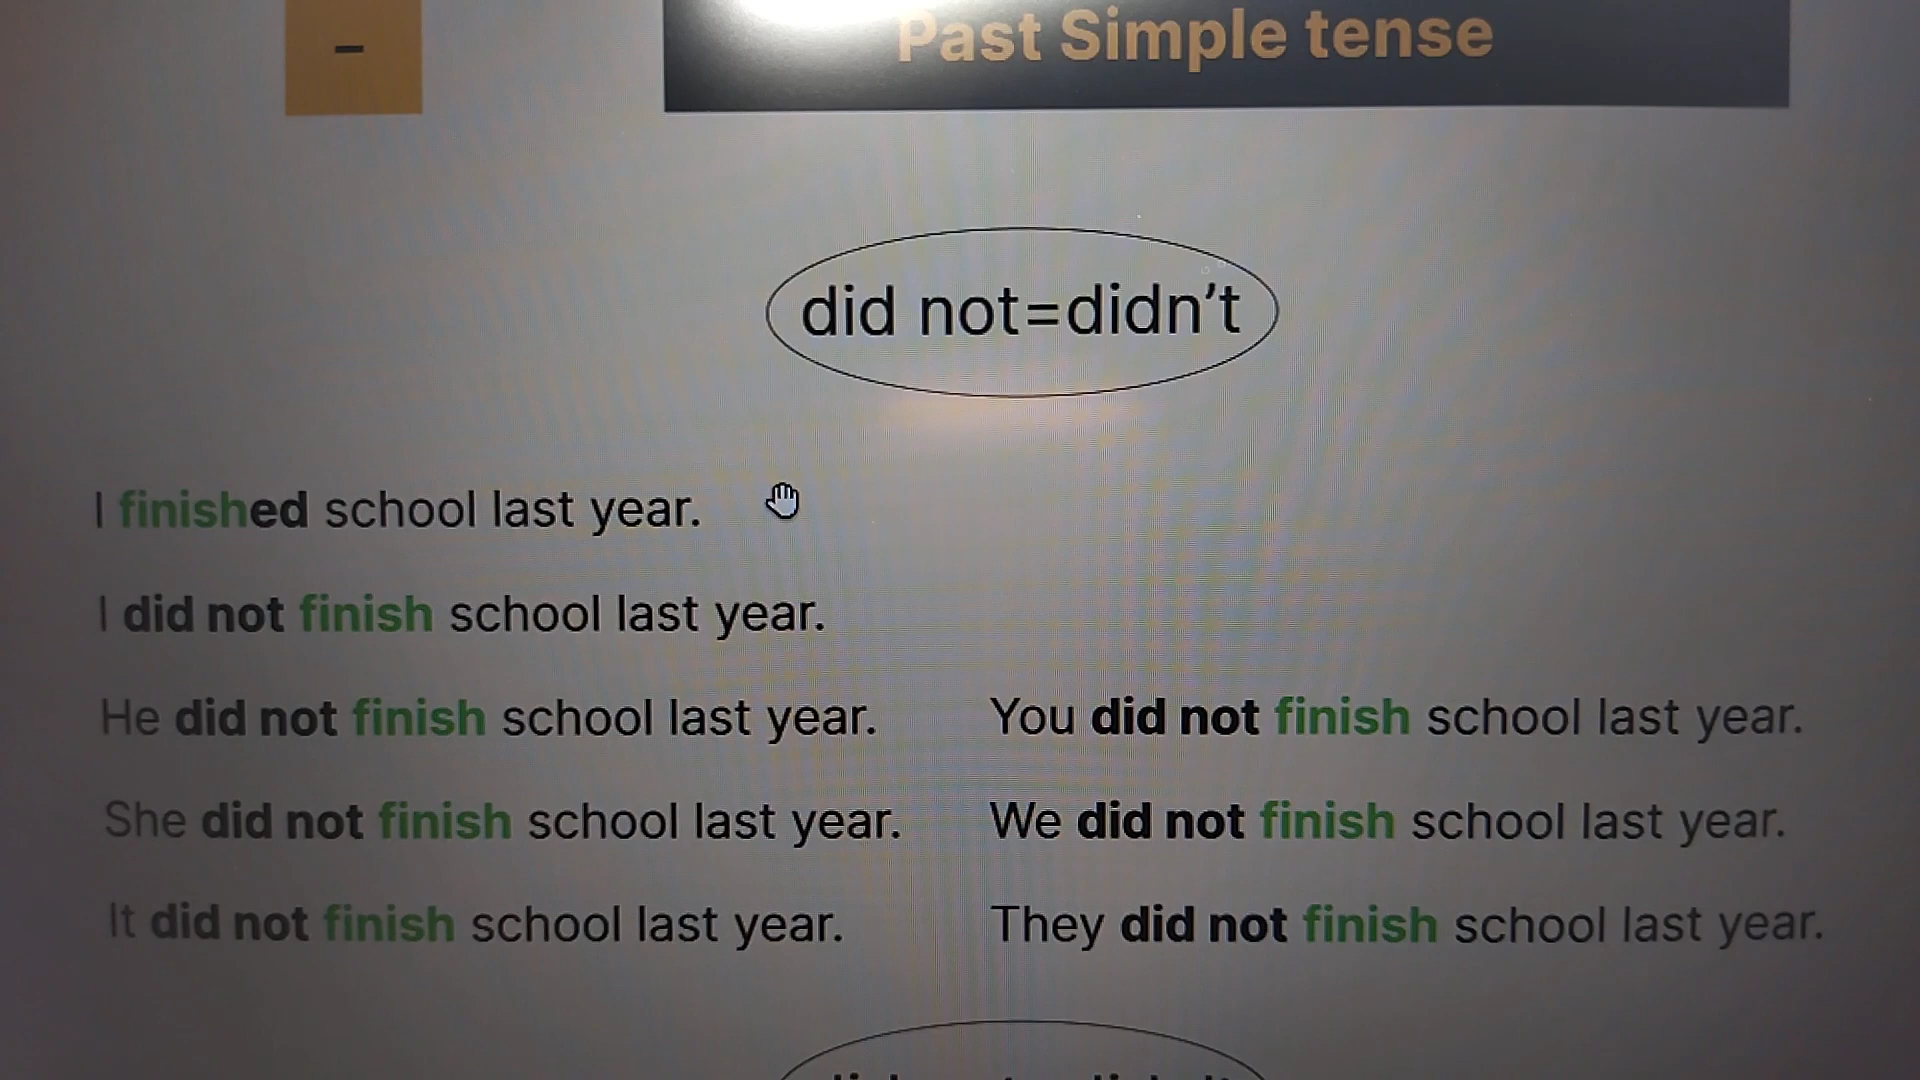 –
Past Simple tense
did not=didn’t
I finished school last year.
I did not finish school last year.
He did not finish school last year.
She did not finish school last year.
It did not finish school last year.
You did not finish school last year.
We did not finish school last year.
They did not finish school last year.